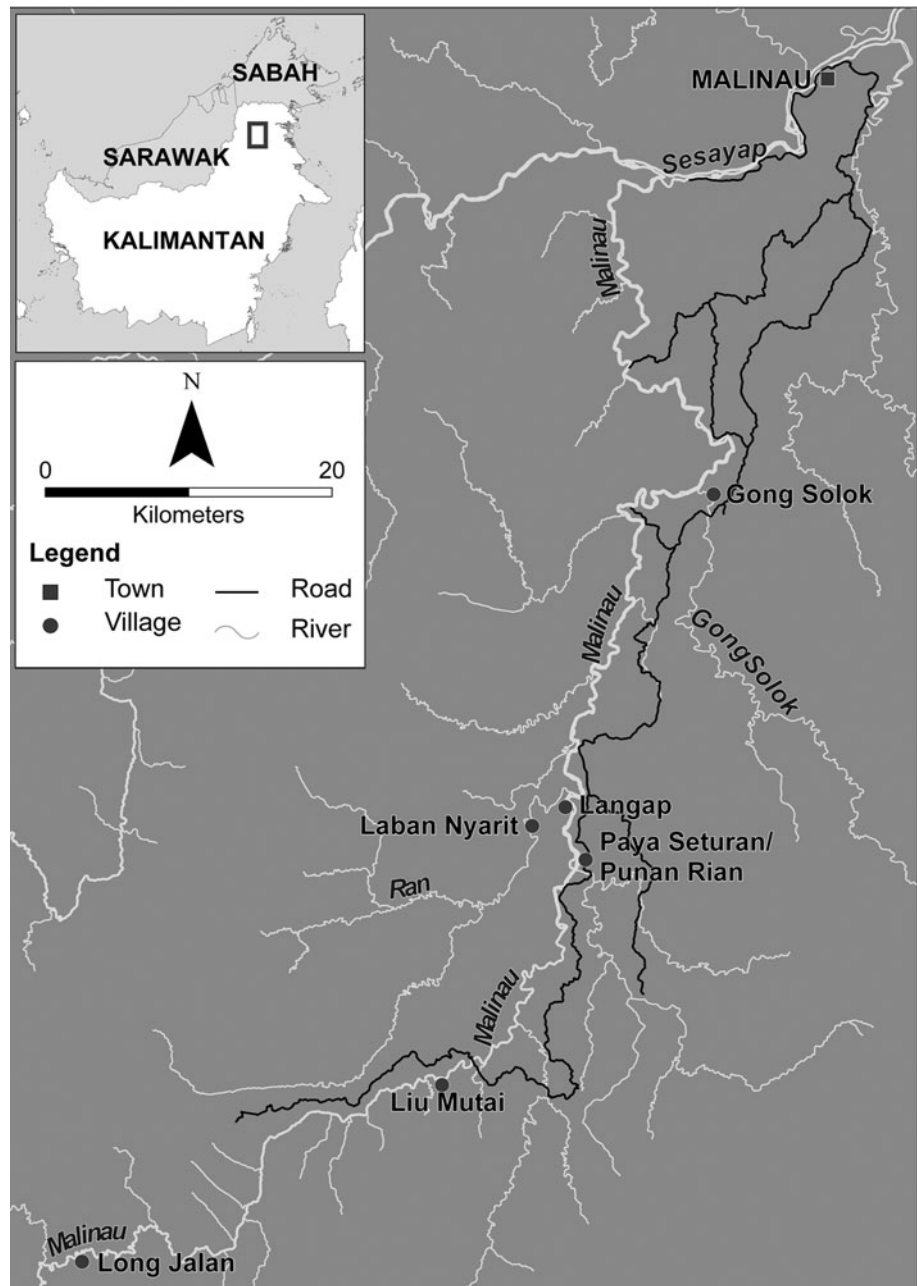 SABAH
SARAWAK
KALIMANTAN
N
0 20
Kilometers
Legend
Town
Road
Village
River
MALINAU
Sesayap
Malinau
Gong Solok
Malinau
GongSolok
Langap
Laban Nyarit
Paya Seturan/
Punan Rian
Ran
Malinau
Liu Mutai
Malinau
Long Jalan